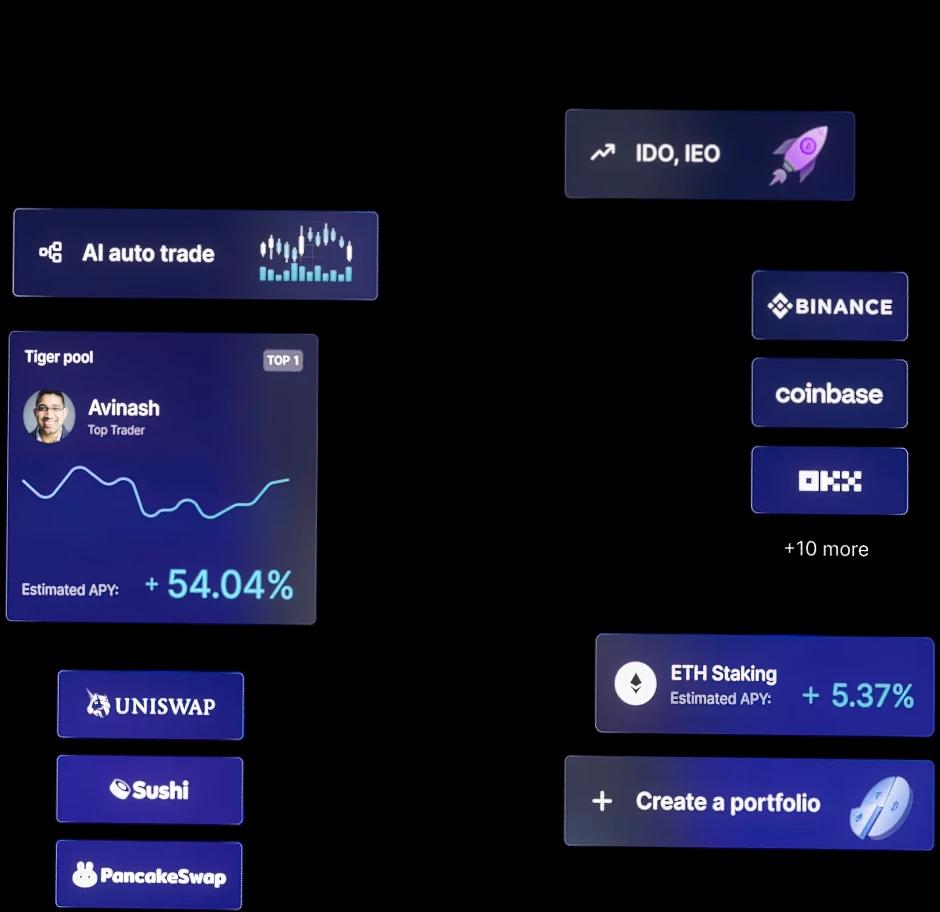 IDO, IEO
AI auto trade
BINANCE
Tiger pool
TOP 1
coinbase
Avinash
Top Trader
OKX
+10 more
Estimated APY: + 54.04%
ETH Staking
Estimated APY: + 5.37%
UNISWAP
Sushi
Create a portfolio
PancakeSwap